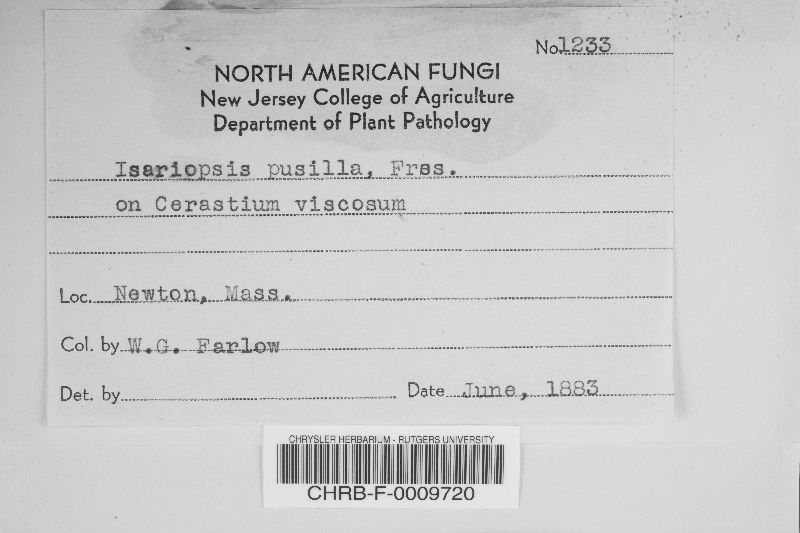 No. 1233
NORTH AMERICAN FUNGI
New Jersey College of Agriculture
Department of Plant Pathology
Isariopsis pusilla, Fres.
on Cerastium viscosum
Loc. Newton, Mass.
Col. by W.G. Farlow
Det. by Date June, 1883
CHRYSLER HERBARIUM - RUTGERS UNIVERSITY
CHRB-F-0009720